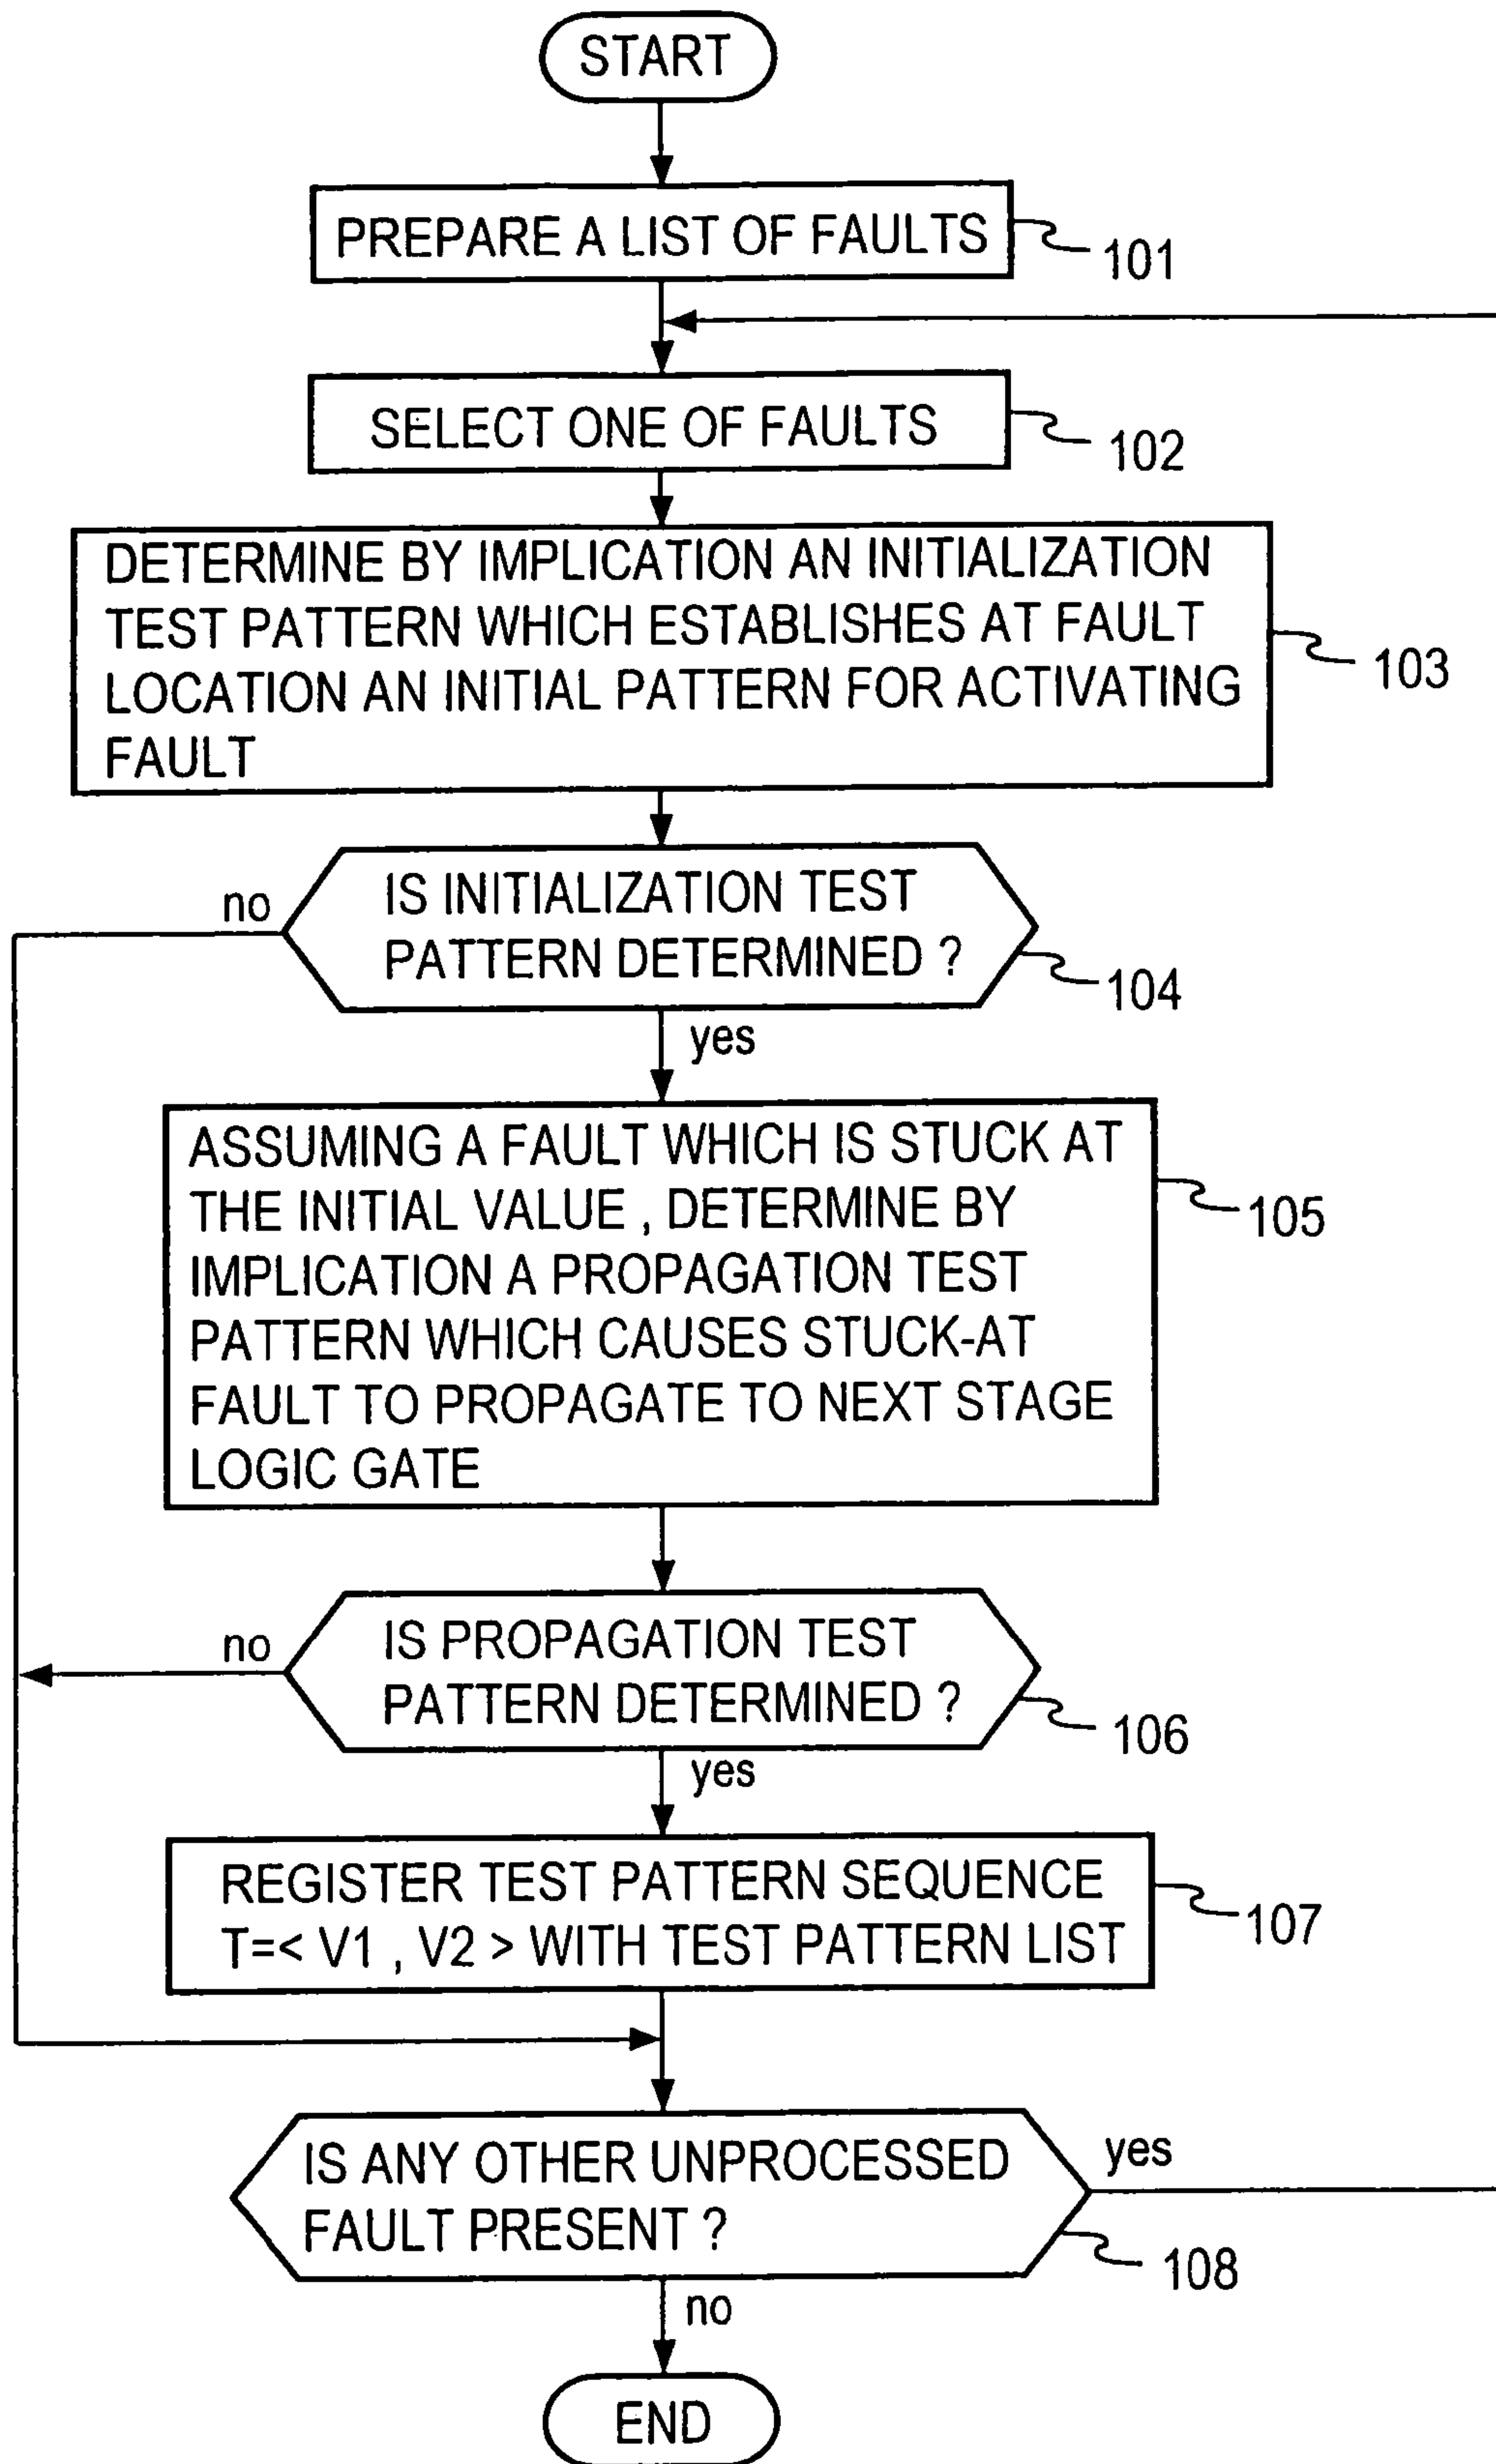 START
PREPARE A LIST OF FAULTS
101
SELECT ONE OF FAULTS
102
DETERMINE BY IMPLICATION AN INITIALIZATION
TEST PATTERN WHICH ESTABLISHES AT FAULT
LOCATION AN INITIAL PATTERN FOR ACTIVATING
FAULT
103
no
IS INITIALIZATION TEST
PATTERN DETERMINED ?
104
yes
ASSUMING A FAULT WHICH IS STUCK AT
THE INITIAL VALUE , DETERMINE BY
IMPLICATION A PROPAGATION TEST
PATTERN WHICH CAUSES STUCK-AT
FAULT TO PROPAGATE TO NEXT STAGE
LOGIC GATE
105
no
IS PROPAGATION TEST
PATTERN DETERMINED ?
106
yes
REGISTER TEST PATTERN SEQUENCE
T=< V1 , V2 > WITH TEST PATTERN LIST
107
IS ANY OTHER UNPROCESSED
FAULT PRESENT ?
yes
108
no
END